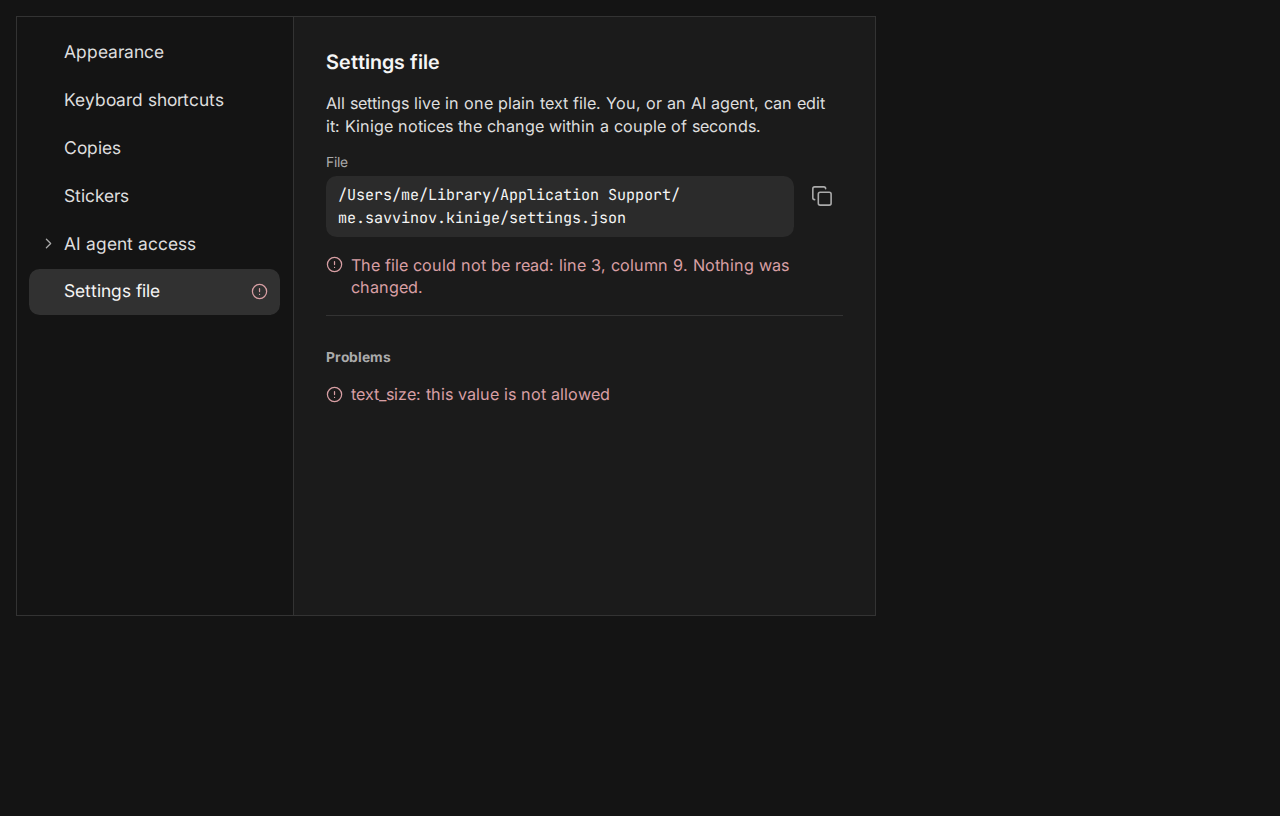 Appearance
Keyboard shortcuts
Copies
Stickers
AI agent access
Settings file
Settings file
All settings live in one plain text file. You, or an AI agent, can edit
it: Kinige notices the change within a couple of seconds.
File
/Users/me/Library/Application Support/
me.savvinov.kinige/settings.json
The file could not be read: line 3, column 9. Nothing was
changed.
Problems
text_size: this value is not allowed